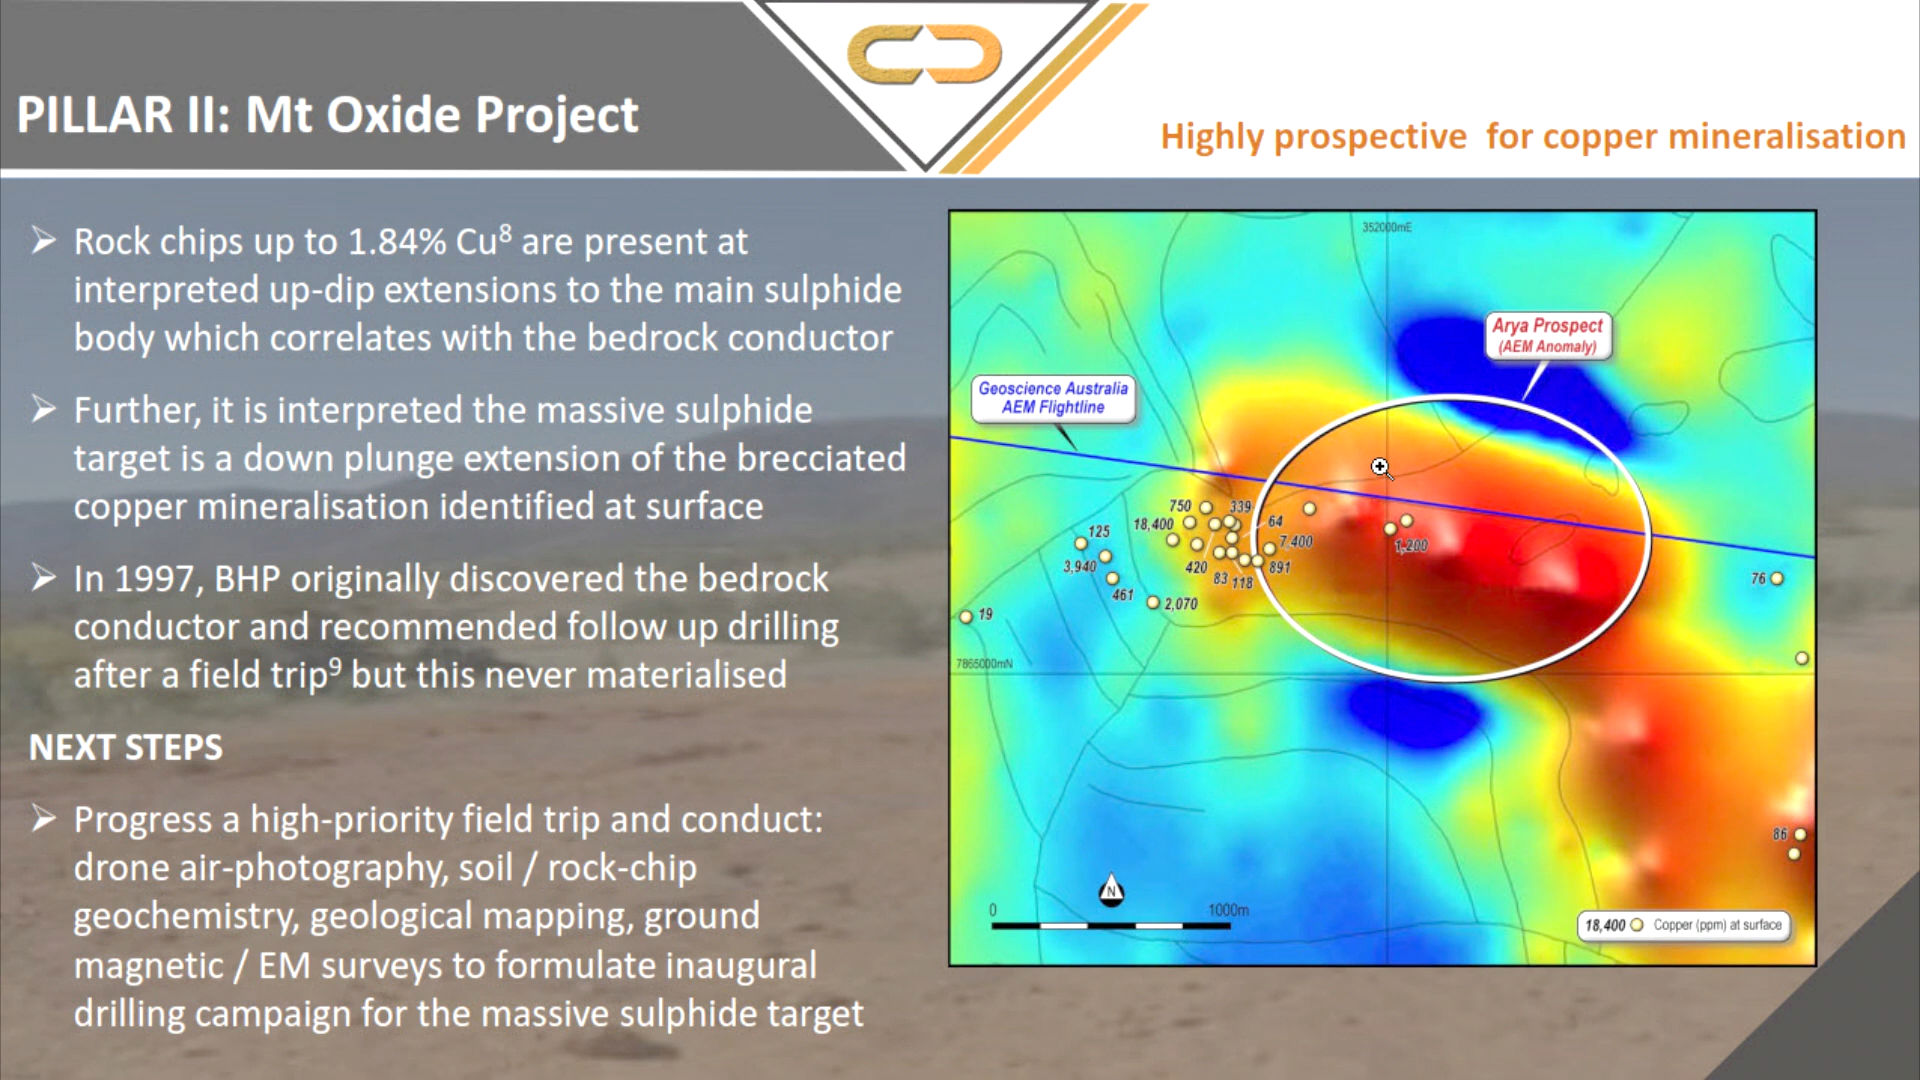 PILLAR II: Mt Oxide Project
Highly prospective for copper mineralisation
Rock chips up to 1.84% Cu8 are present at
interpreted up-dip extensions to the main sulphide
body which correlates with the bedrock conductor
Further, it is interpreted the massive sulphide
target is a down plunge extension of the brecciated
copper mineralisation identified at surface
In 1997, BHP originally discovered the bedrock
conductor and recommended follow up drilling
after a field trip9 but this never materialised
NEXT STEPS
Progress a high-priority field trip and conduct:
drone air-photography, soil / rock-chip
geochemistry, geological mapping, ground
magnetic / EM surveys to formulate inaugural
drilling campaign for the massive sulphide target
352000mE
Arya Prospect
(AEM Anomaly)
Geoscience Australia
AEM Flightline
750
339
18,400
64
125
7,400
1,200
3,940
420
891
83
118
76
461
2,070
19
7865000mN
86
N
0
1000m
18,400 Copper (ppm) at surface